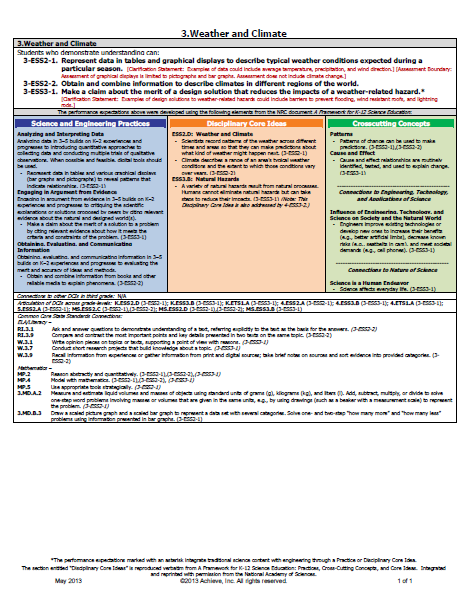 3.Weather and Climate
3.Weather and Climate
Students who demonstrate understanding can:
3-ESS2-1. Represent data in tables and graphical displays to describe typical weather conditions expected during a
particular season. [Clarification Statement: Examples of data could include average temperature, precipitation, and wind direction.] [Assessment Boundary:
Assessment of graphical displays is limited to pictographs and bar graphs. Assessment does not include climate change.]
3-ESS2-2. Obtain and combine information to describe climates in different regions of the world.
3-ESS3-1. Make a claim about the merit of a design solution that reduces the impacts of a weather-related hazard.*
[Clarification Statement: Examples of design solutions to weather-related hazards could include barriers to prevent flooding, wind resistant roofs, and lightning
rods.]
The performance expectations above were developed using the following elements from the NRC document A Framework for K-12 Science Education:
Science and Engineering Practices
Analyzing and Interpreting Data
Analyzing data in 3–5 builds on K–2 experiences and
progresses to introducing quantitative approaches to
collecting data and conducting multiple trials of qualitative
observations. When possible and feasible, digital tools should
be used.
- Represent data in tables and various graphical displays
(bar graphs and pictographs) to reveal patterns that
indicate relationships. (3-ESS2-1)
Engaging in Argument from Evidence
Engaging in argument from evidence in 3–5 builds on K–2
experiences and progresses to critiquing the scientific
explanations or solutions proposed by peers by citing relevant
evidence about the natural and designed world(s).
- Make a claim about the merit of a solution to a problem
by citing relevant evidence about how it meets the
criteria and constraints of the problem. (3-ESS3-1)
Obtaining, Evaluating, and Communicating
Information
Obtaining, evaluating, and communicating information in 3–5
builds on K–2 experiences and progresses to evaluating the
merit and accuracy of ideas and methods.
- Obtain and combine information from books and other
reliable media to explain phenomena. (3-ESS2-2)
Disciplinary Core Ideas
ESS2.D: Weather and Climate
- Scientists record patterns of the weather across different
times and areas so that they can make predictions about
what kind of weather might happen next. (3-ESS2-1)
- Climate describes a range of an area's typical weather
conditions and the extent to which those conditions vary
over years. (3-ESS2-2)
ESS3.B: Natural Hazards
- A variety of natural hazards result from natural processes.
Humans cannot eliminate natural hazards but can take
steps to reduce their impacts. (3-ESS3-1) (Note: This
Disciplinary Core Idea is also addressed by 4-ESS3-2.)
Crosscutting Concepts
Patterns
- Patterns of change can be used to make
predictions. (3-ESS2-1),(3-ESS2-2)
Cause and Effect
- Cause and effect relationships are routinely
identified, tested, and used to explain change.
(3-ESS3-1)
Connections to Engineering, Technology,
and Applications of Science
Influence of Engineering, Technology, and
Science on Society and the Natural World
- Engineers improve existing technologies or
develop new ones to increase their benefits
(e.g., better artificial limbs), decrease known
risks (e.g., seatbelts in cars), and meet societal
demands (e.g., cell phones). (3-ESS3-1)
Connections to Nature of Science
Science is a Human Endeavor
- Science affects everyday life. (3-ESS3-1)
Connections to other DCIs in third grade: N/A
Articulation of DCIs across grade-levels: K.ESS2.D (3-ESS2-1); K.ESS3.B (3-ESS3-1); K.ETS1.A (3-ESS3-1); 4.ESS2.A (3-ESS2-1); 4.ESS3.B (3-ESS3-1); 4.ETS1.A (3-ESS3-1);
5.ESS2.A (3-ESS2-1); MS.ESS2.C (3-ESS2-1),(3-ESS2-2); MS.ESS2.D (3-ESS2-1),(3-ESS2-2); MS.ESS3.B (3-ESS3-1)
Common Core State Standards Connections:
ELA/Literacy –
RI.3.1 Ask and answer questions to demonstrate understanding of a text, referring explicitly to the text as the basis for the answers. (3-ESS2-2)
RI.3.9 Compare and contrast the most important points and key details presented in two texts on the same topic. (3-ESS2-2)
W.3.1 Write opinion pieces on topics or texts, supporting a point of view with reasons. (3-ESS3-1)
W.3.7 Conduct short research projects that build knowledge about a topic. (3-ESS3-1)
W.3.9 Recall information from experiences or gather information from print and digital sources; take brief notes on sources and sort evidence into provided categories. (3-
ESS2-2)
Mathematics –
MP.2 Reason abstractly and quantitatively. (3-ESS2-1),(3-ESS2-2),(3-ESS3-1)
MP.4 Model with mathematics. (3-ESS2-1),(3-ESS2-2), (3-ESS3-1)
MP.5 Use appropriate tools strategically. (3-ESS2-1)
3.MD.A.2 Measure and estimate liquid volumes and masses of objects using standard units of grams (g), kilograms (kg), and liters (l). Add, subtract, multiply, or divide to solve
one-step word problems involving masses or volumes that are given in the same units, e.g., by using drawings (such as a beaker with a measurement scale) to represent
the problem. (3-ESS2-1)
3.MD.B.3 Draw a scaled picture graph and a scaled bar graph to represent a data set with several categories. Solve one- and two-step "how many more" and "how many less"
problems using information presented in bar graphs. (3-ESS2-1)
*The performance expectations marked with an asterisk integrate traditional science content with engineering through a Practice or Disciplinary Core Idea.
The section entitled "Disciplinary Core Ideas" is reproduced verbatim from A Framework for K-12 Science Education: Practices, Cross-Cutting Concepts, and Core Ideas. Integrated
and reprinted with permission from the National Academy of Sciences.
May 2013 ©2013 Achieve, Inc. All rights reserved. 1 of 1